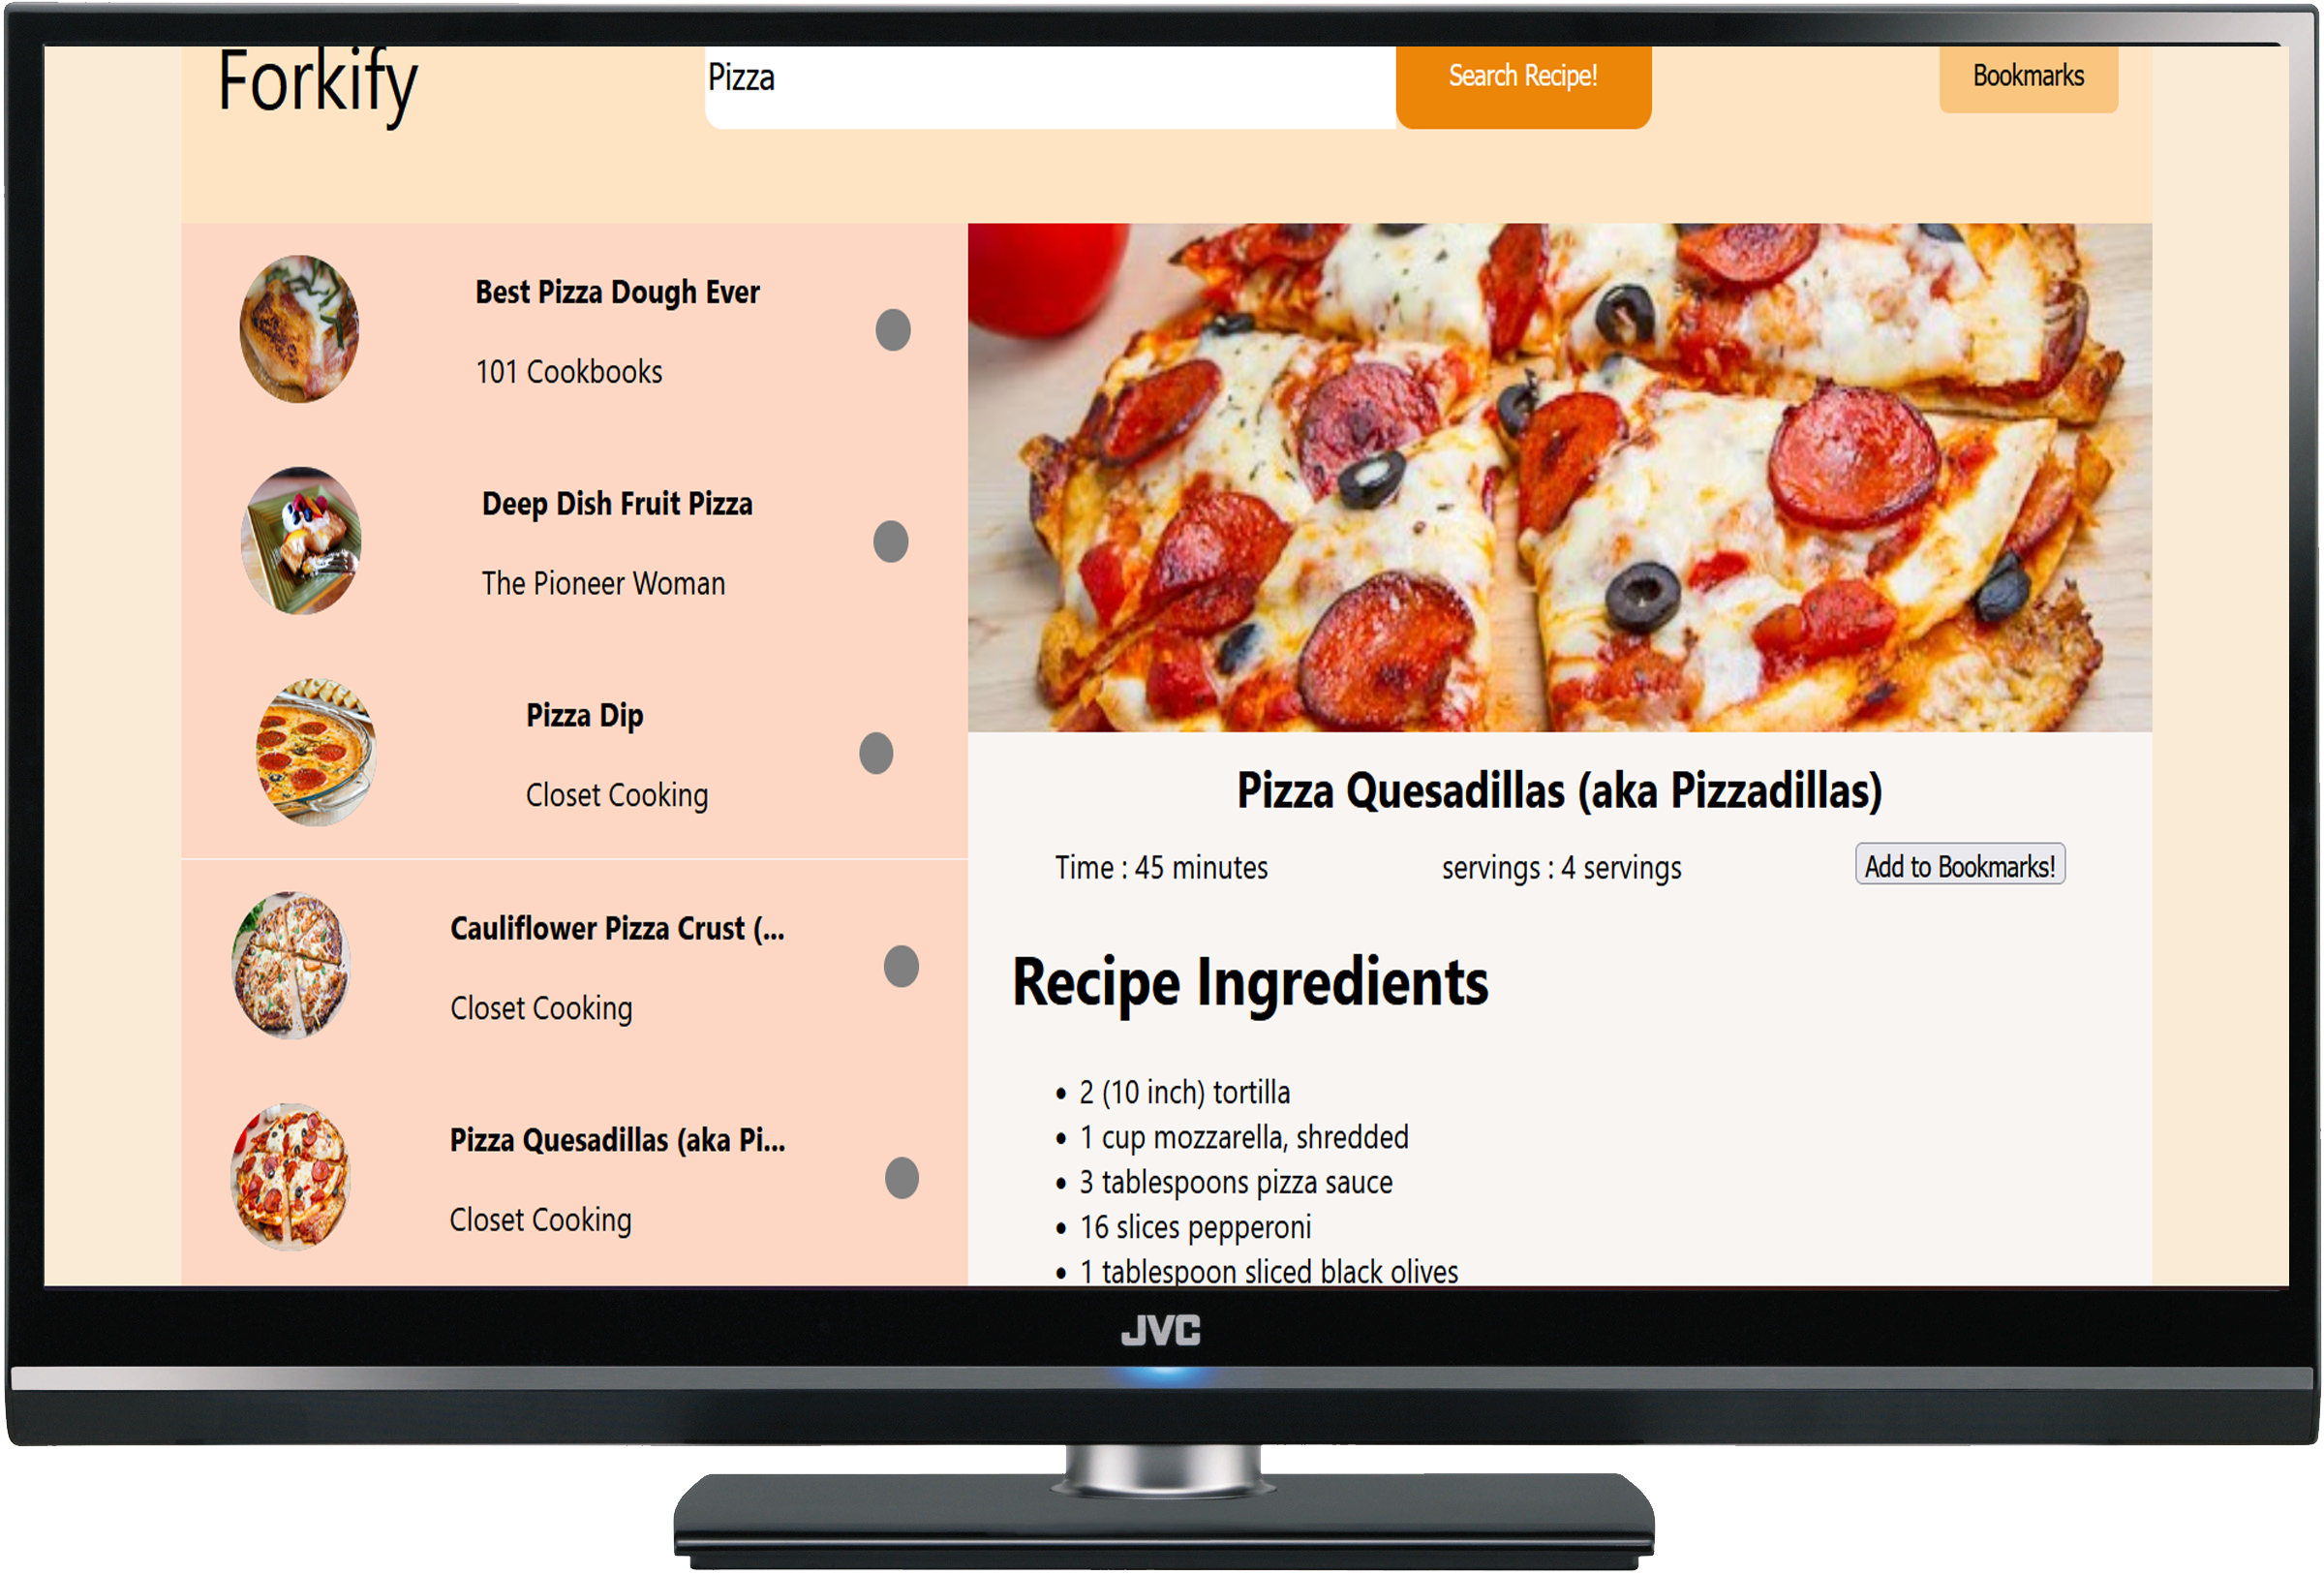 Forkify
Pizza
Search Recipe!
Bookmarks
Best Pizza Dough Ever
101 Cookbooks
Deep Dish Fruit Pizza
The Pioneer Woman
Pizza Dip
Closet Cooking
Cauliflower Pizza Crust (...
Closet Cooking
Pizza Quesadillas (aka Pi...
Closet Cooking
Pizza Quesadillas (aka Pizzadillas)
Time : 45 minutes
servings : 4 servings
Add to Bookmarks!
Recipe Ingredients
• 2 (10 inch) tortilla
• 1 cup mozzarella, shredded
• 3 tablespoons pizza sauce
• 16 slices pepperoni
• 1 tablespoon sliced black olives
JVC